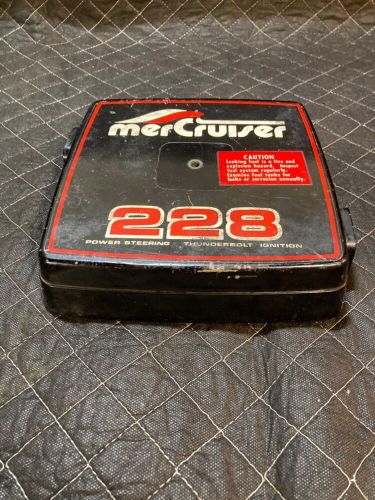 merCruiser
CAUTION
Leaking fuel is a fire and
explosion hazard, inspect
fuel system regularly.
Examine fuel tanks for
leaks or corrosion annually.
228
POWER STEERING THUNDERBOLT IGNITION